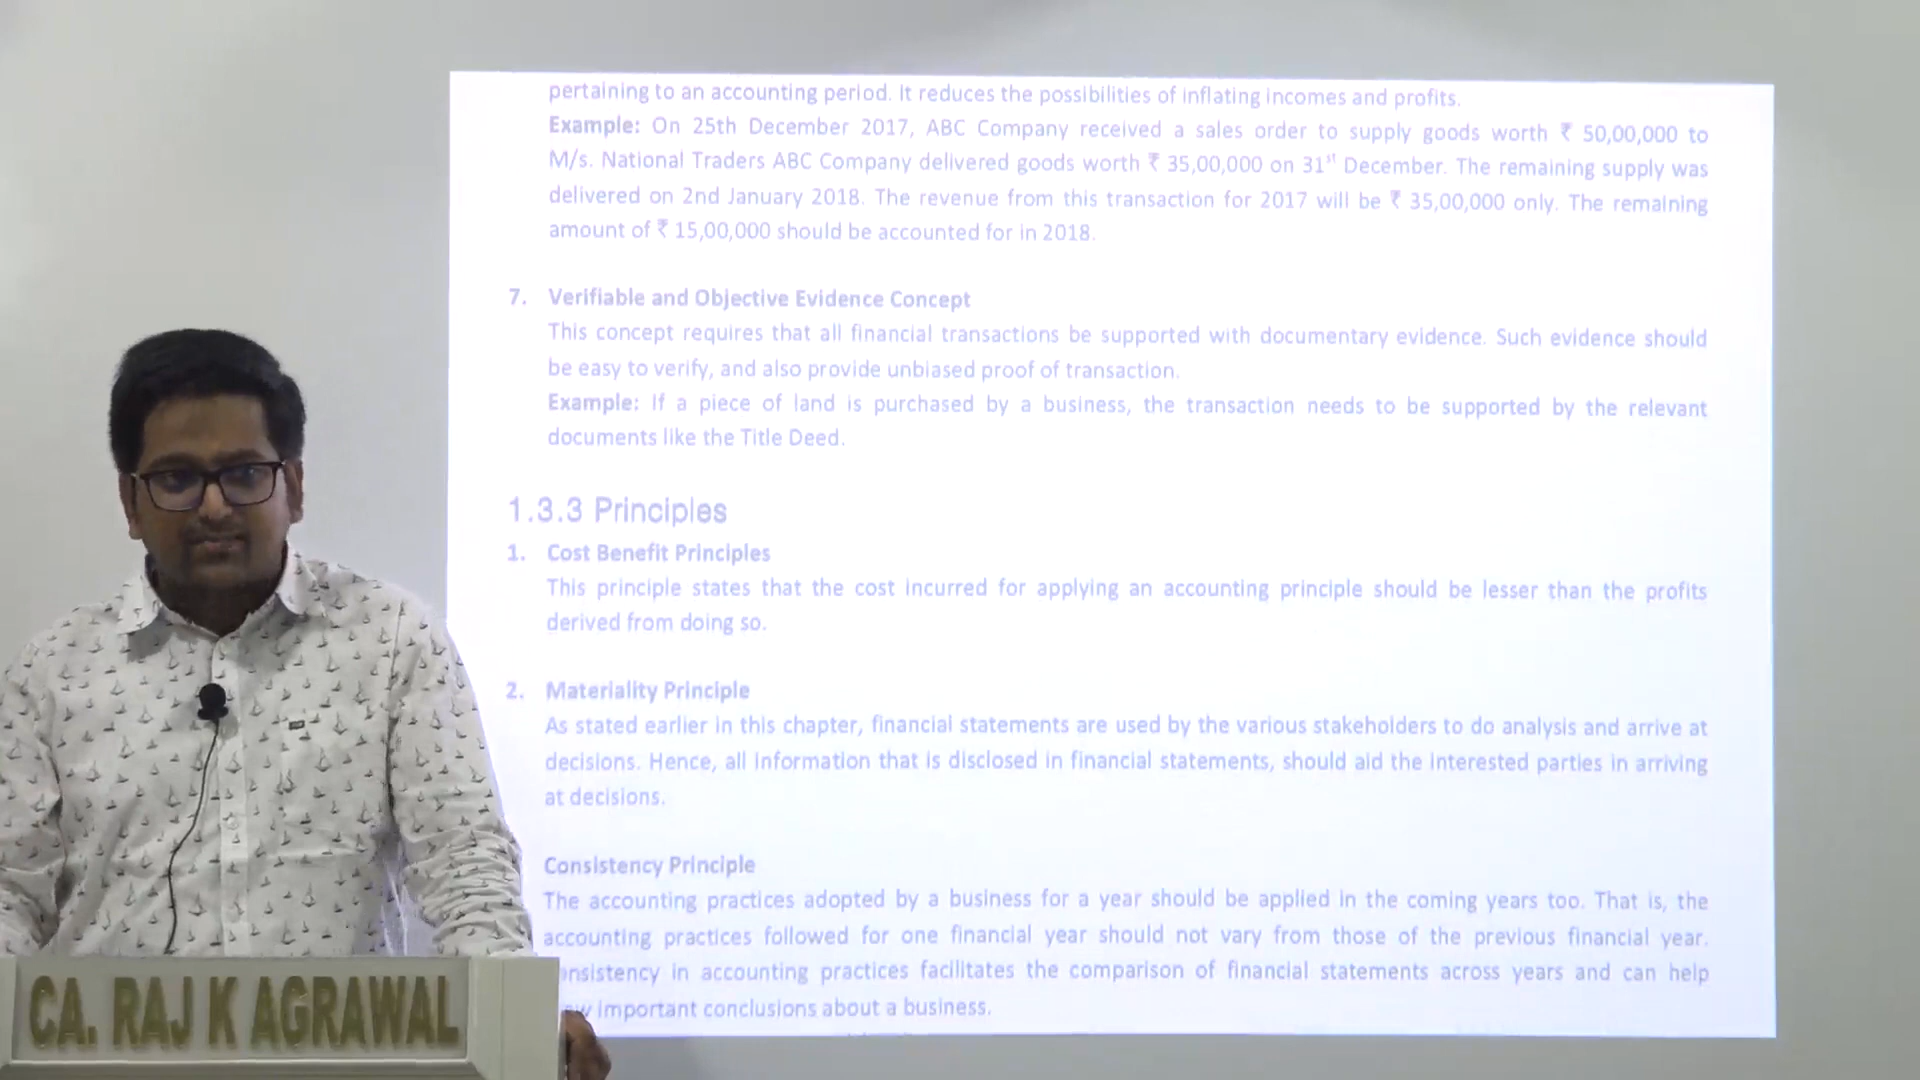 pertaining to an accounting period. It reduces the possibilities of inflating incomes and profits.
Example: On 25th December 2017, ABC Company received a sales order to supply goods worth ₹ 50,00,000 to
M/s. National Traders ABC Company delivered goods worth ₹ 35,00,000 on 31st December. The remaining supply was
delivered on 2nd January 2018. The revenue from this transaction for 2017 will be ₹ 35,00,000 only. The remaining
amount of ₹ 15,00,000 should be accounted for in 2018.
7. Verifiable and Objective Evidence Concept
This concept requires that all financial transactions be supported with documentary evidence. Such evidence should
be easy to verify, and also provide unbiased proof of transaction.
Example: If a piece of land is purchased by a business, the transaction needs to be supported by the relevant
documents like the Title Deed.
1.3.3 Principles
1. Cost Benefit Principles
This principle states that the cost incurred for applying an accounting principle should be lesser than the profits
derived from doing so.
2. Materiality Principle
As stated earlier in this chapter, financial statements are used by the various stakeholders to do analysis and arrive at
decisions. Hence, all information that is disclosed in financial statements, should aid the interested parties in arriving
at decisions.
Consistency Principle
The accounting practices adopted by a business for a year should be applied in the coming years too. That is, the
accounting practices followed for one financial year should not vary from those of the previous financial year.
nsistency in accounting practices facilitates the comparison of financial statements across years and can help
important conclusions about a business.
CA. RAJ K AGRAWAL